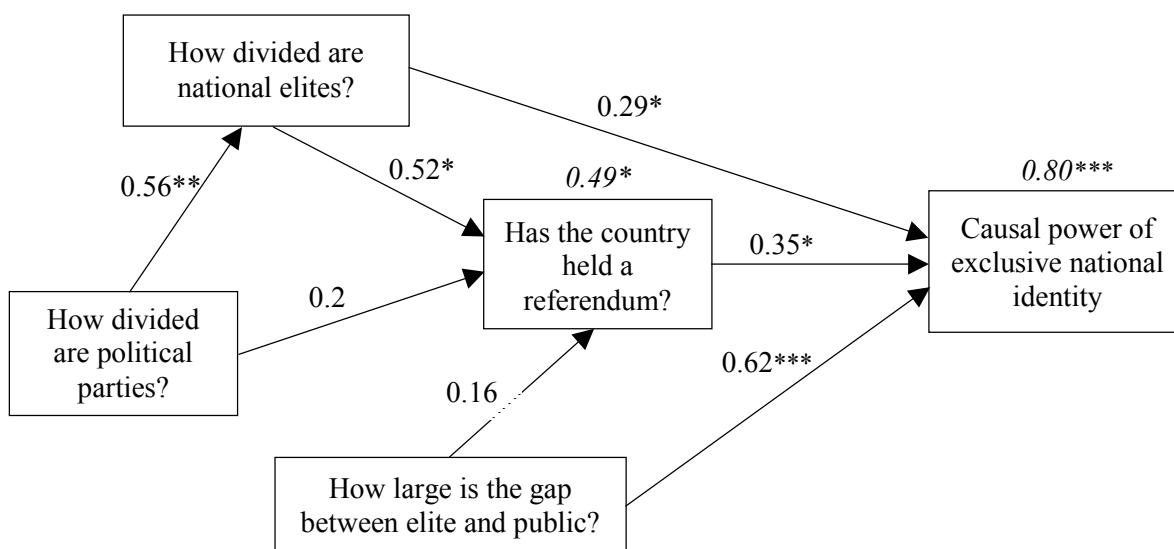 How divided are
national elites?
0.29*
0.56**
0.52*
0.49*
0.80***
Has the country
held a
referendum?
0.35*
Causal power of
exclusive national
identity
How divided
are political
parties?
0.2
0.16
0.62***
How large is the gap
between elite and public?